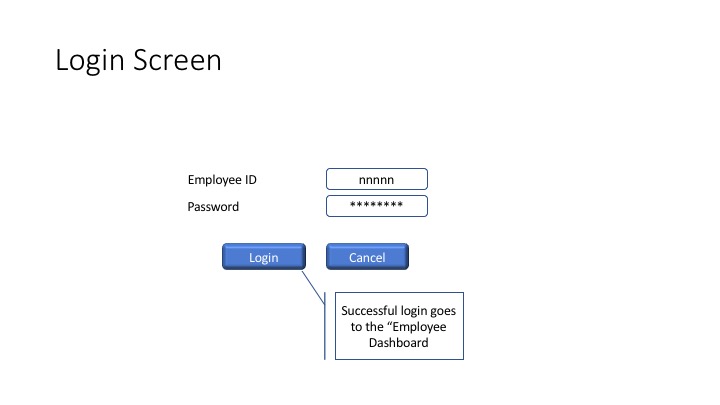 Login Screen
Employee ID
nnnnn
Password
********
Login
Cancel
Successful login goes
to the “Employee
Dashboard